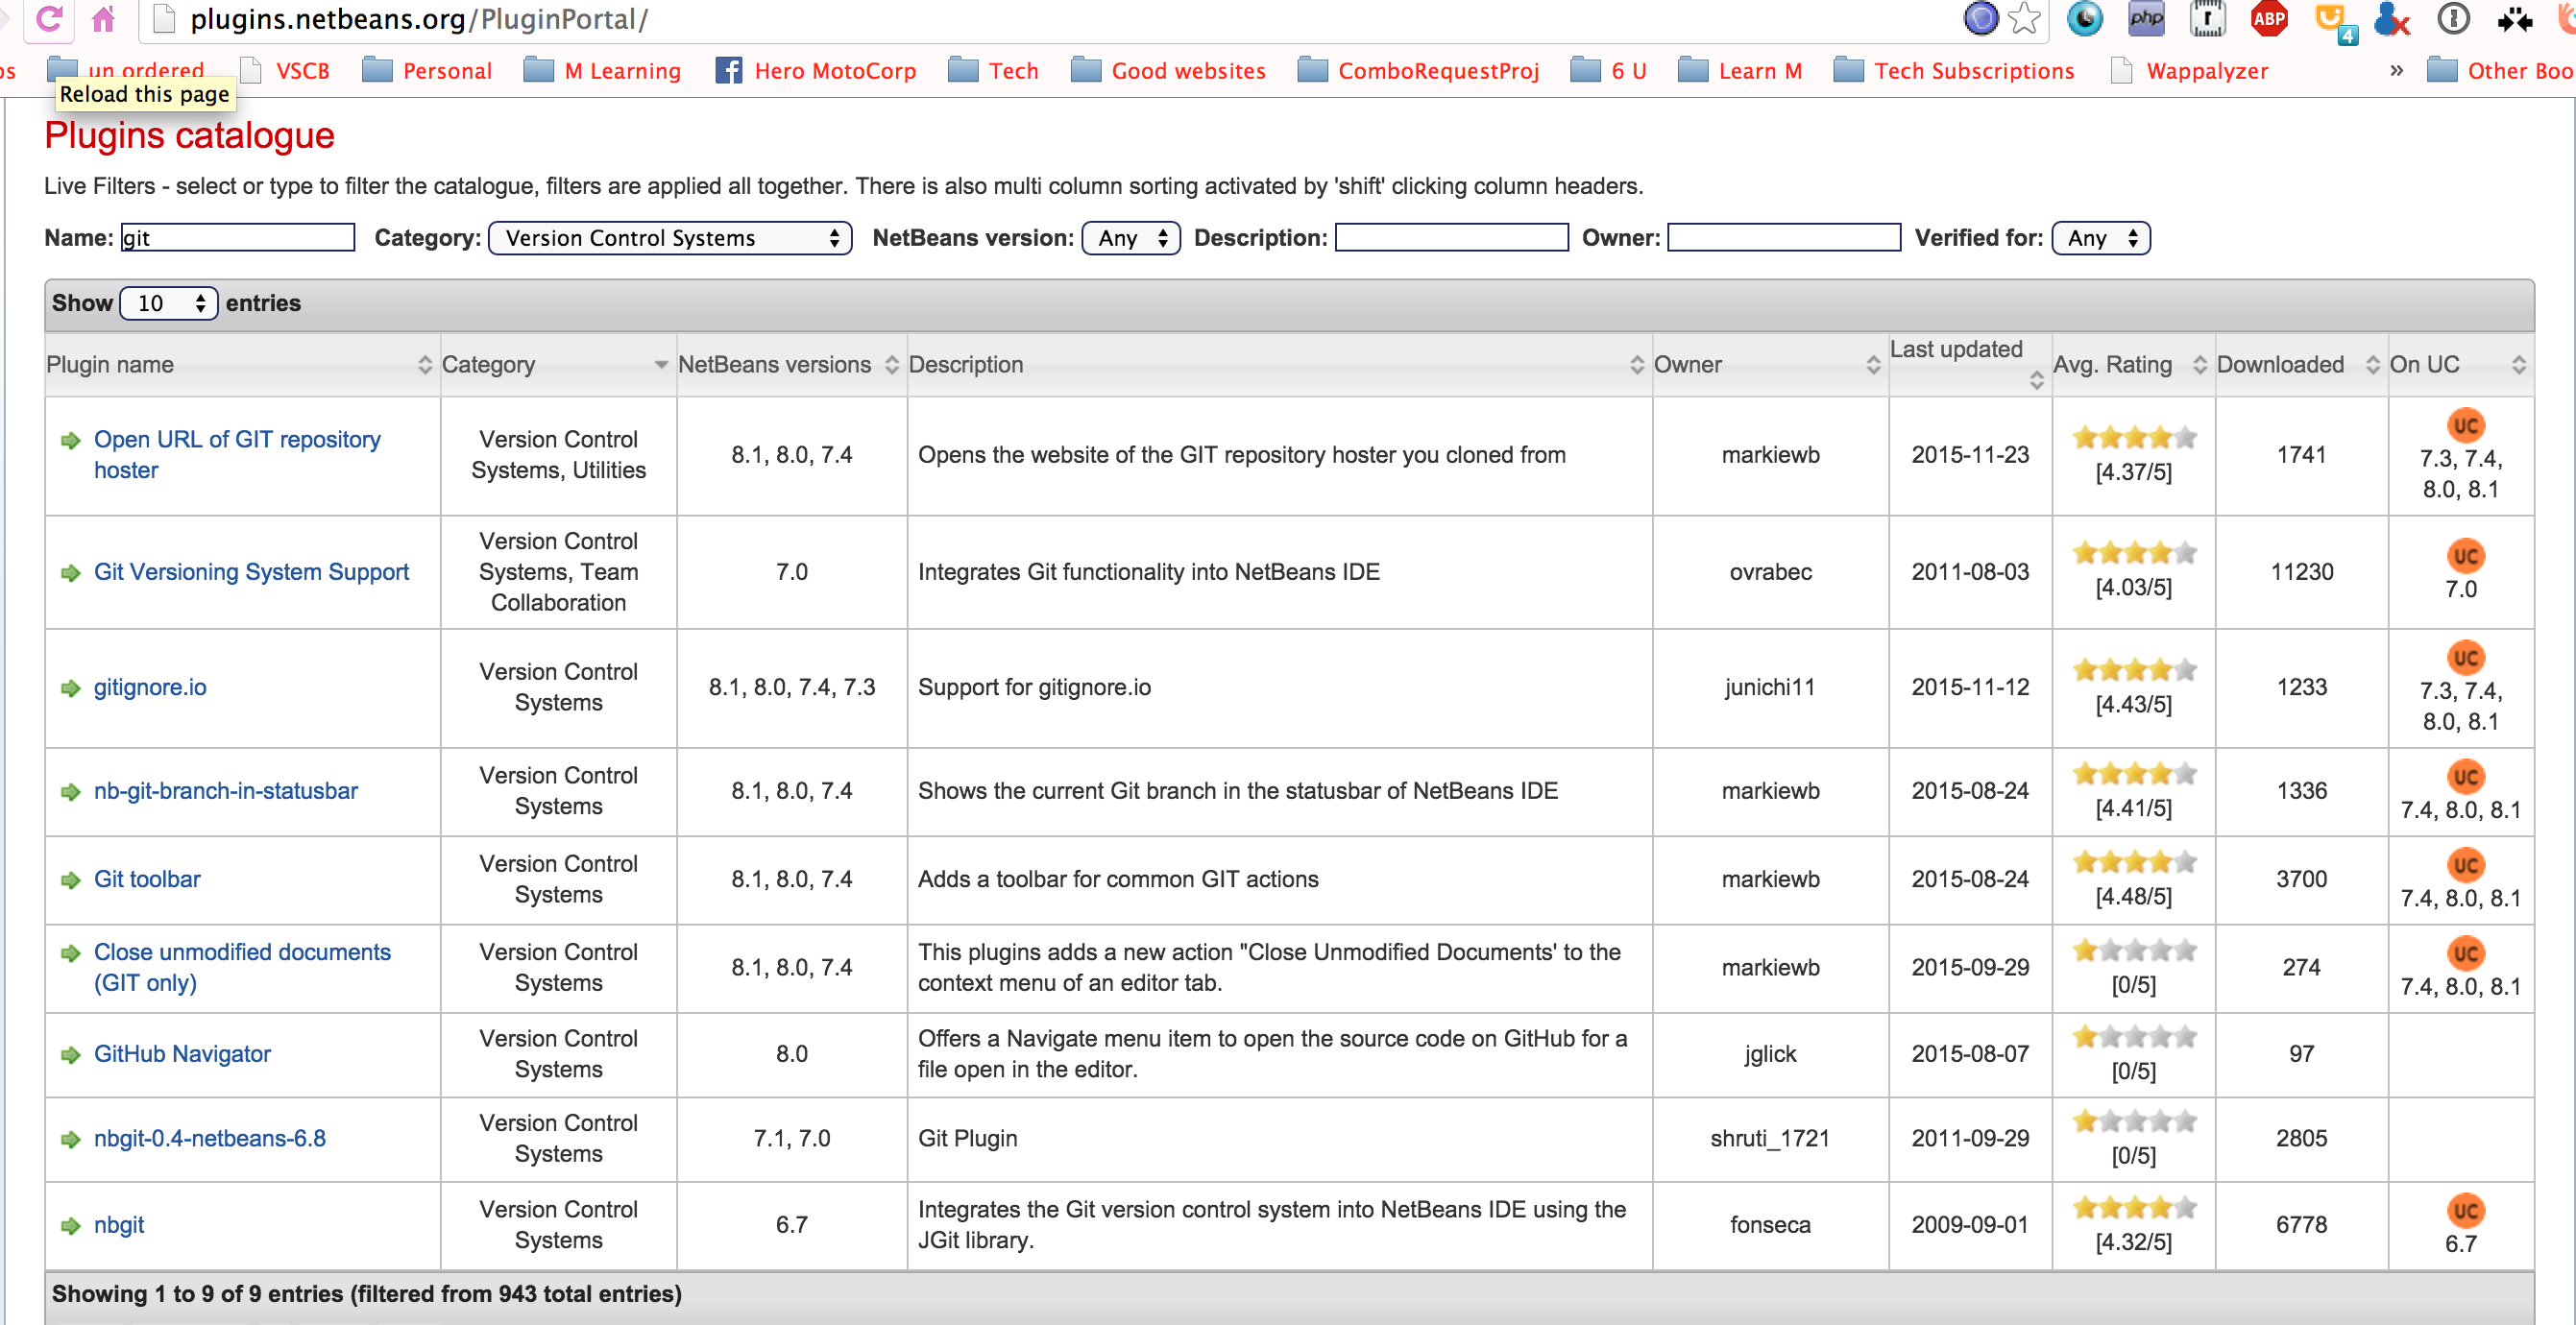 plugins.netbeans.org/PluginPortal/
php
r
ABP
4
un ordered
VSCB
Personal
M Learning
Hero MotoCorp
Tech
Good websites
ComboRequestProj
6 U
Learn M
Tech Subscriptions
Wappalyzer
»
Other Boo
Reload this page
Plugins catalogue
Live Filters - select or type to filter the catalogue, filters are applied all together. There is also multi column sorting activated by 'shift' clicking column headers.
Name: git Category: Version Control Systems NetBeans version: Any Description: Owner: Verified for: Any
Show 10 entries
Plugin name Category NetBeans versions Description Owner Last updated Avg. Rating Downloaded On UC
Open URL of GIT repository
hoster
Version Control
Systems, Utilities
8.1, 8.0, 7.4
Opens the website of the GIT repository hoster you cloned from
markiewb
2015-11-23
[4.37/5]
1741
UC
7.3, 7.4,
8.0, 8.1
Git Versioning System Support
Version Control
Systems, Team
Collaboration
7.0
Integrates Git functionality into NetBeans IDE
ovrabec
2011-08-03
[4.03/5]
11230
UC
7.0
gitignore.io
Version Control
Systems
8.1, 8.0, 7.4, 7.3
Support for gitignore.io
junichi11
2015-11-12
[4.43/5]
1233
UC
7.3, 7.4,
8.0, 8.1
nb-git-branch-in-statusbar
Version Control
Systems
8.1, 8.0, 7.4
Shows the current Git branch in the statusbar of NetBeans IDE
markiewb
2015-08-24
[4.41/5]
1336
UC
7.4, 8.0, 8.1
Git toolbar
Version Control
Systems
8.1, 8.0, 7.4
Adds a toolbar for common GIT actions
markiewb
2015-08-24
[4.48/5]
3700
UC
7.4, 8.0, 8.1
Close unmodified documents
(GIT only)
Version Control
Systems
8.1, 8.0, 7.4
This plugins adds a new action "Close Unmodified Documents' to the
context menu of an editor tab.
markiewb
2015-09-29
[0/5]
274
UC
7.4, 8.0, 8.1
GitHub Navigator
Version Control
Systems
8.0
Offers a Navigate menu item to open the source code on GitHub for a
file open in the editor.
jglick
2015-08-07
[0/5]
97
nbgit-0.4-netbeans-6.8
Version Control
Systems
7.1, 7.0
Git Plugin
shruti_1721
2011-09-29
[0/5]
2805
nbgit
Version Control
Systems
6.7
Integrates the Git version control system into NetBeans IDE using the
JGit library.
fonseca
2009-09-01
[4.32/5]
6778
UC
6.7
Showing 1 to 9 of 9 entries (filtered from 943 total entries)